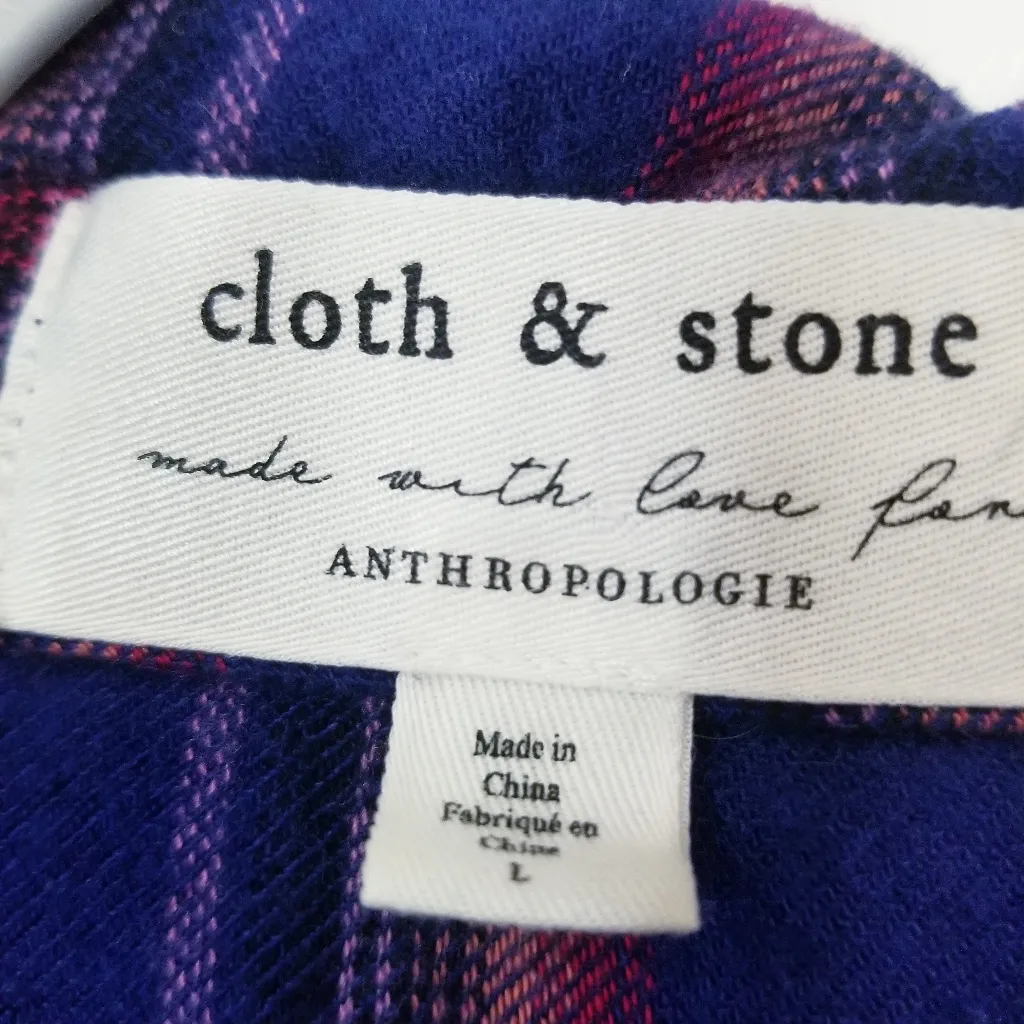 cloth & stone
made with love for
ANTHROPOLOGIE
Made in
China
Fabriqué en
Chine
L